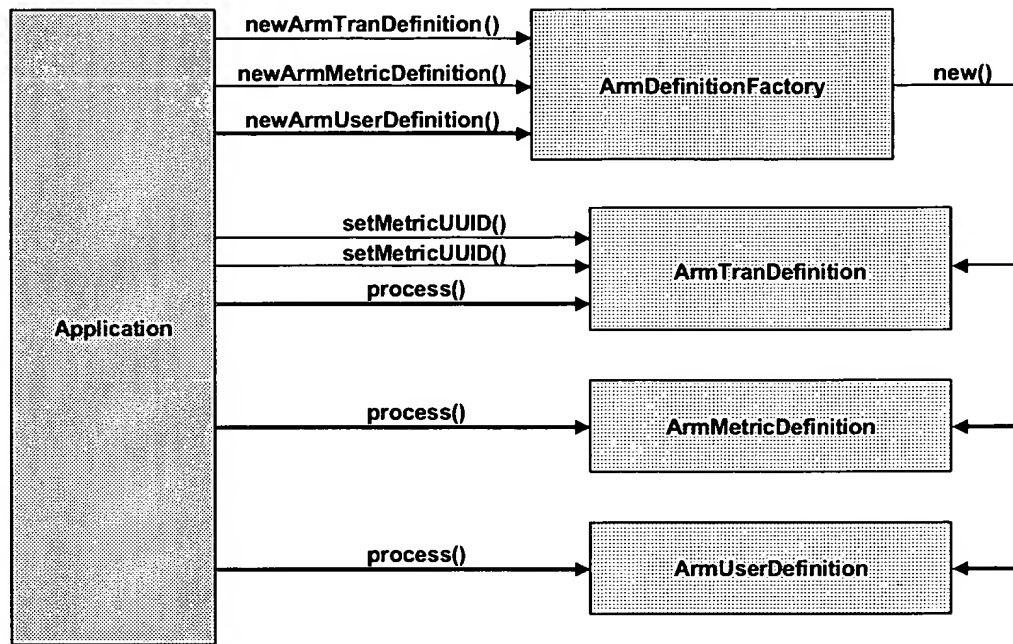 newArmTranDefinition()
newArmMetricDefinition()
newArmUserDefinition()
ArmDefinitionFactory
new()
setMetricUUID()
setMetricUUID()
process()
ArmTranDefinition
Application
process()
ArmMetricDefinition
process()
ArmUserDefinition